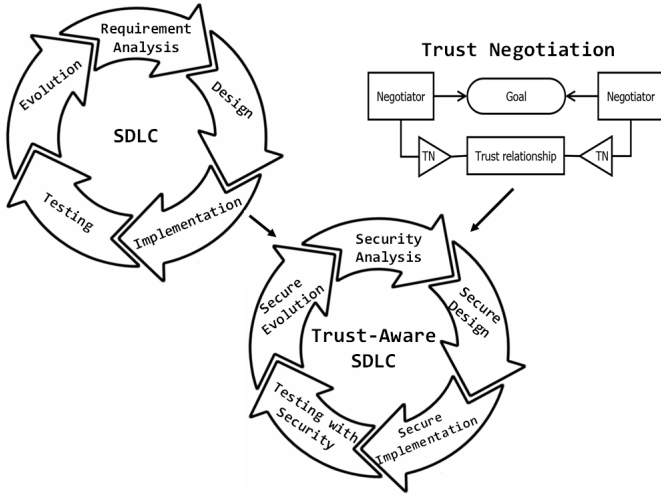 Requirement
Analysis
Design
Implementation
Testing
Evolution
SDLC
Trust Negotiation
Negotiator
Goal
Negotiator
TN
Trust relationship
TN
Security
Analysis
Secure
Design
Secure
Implementation
Testing with
Security
Secure
Evolution
Trust-Aware
SDLC